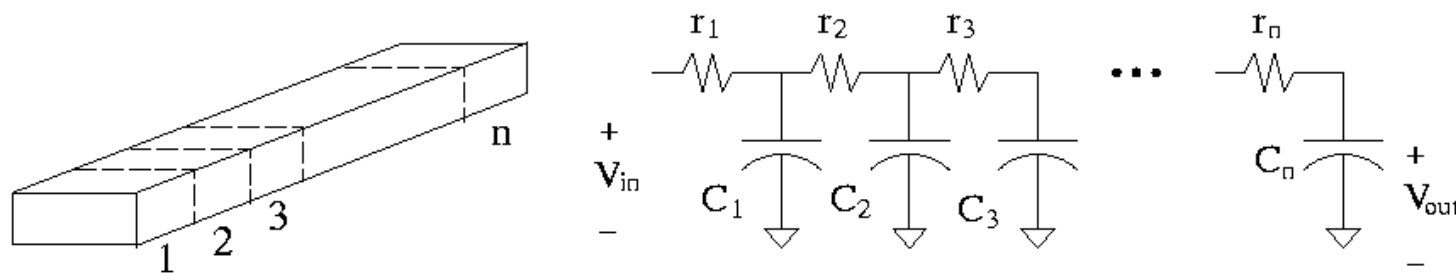 r1 r2 r3 rn
n
+
Vin
−
C1 C2 C3 Cn
+
Vout
−
1 2 3